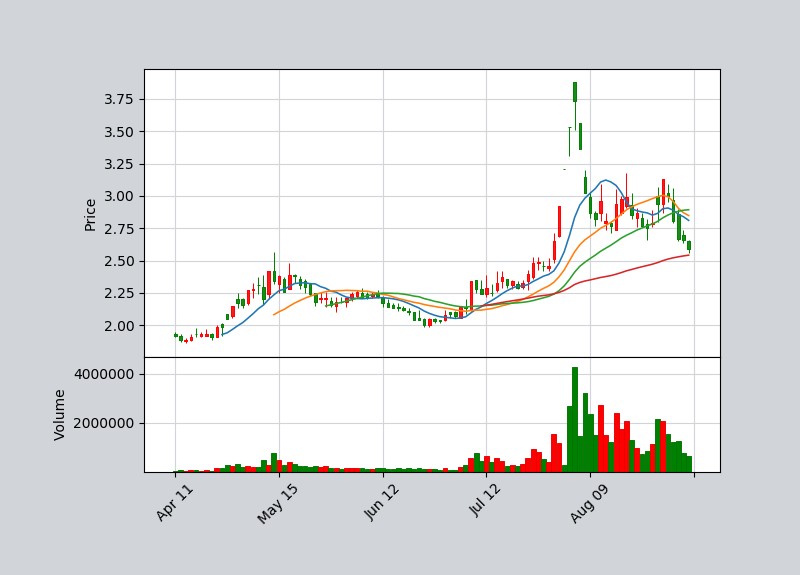 3.75
3.50
3.25
3.00
2.75
2.50
2.25
2.00
Price
4000000
2000000
Volume
Apr 11
May 15
Jun 12
Jul 12
Aug 09